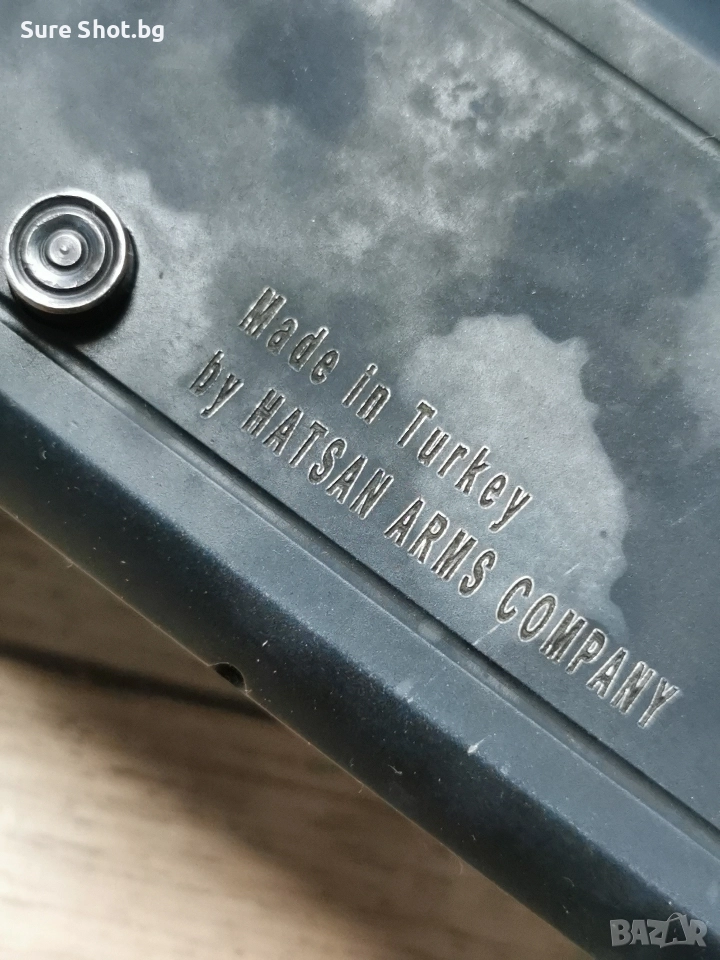 Sure Shot.bg
Made in Turkey
by HATSAN ARMS COMPANY
BAZAR